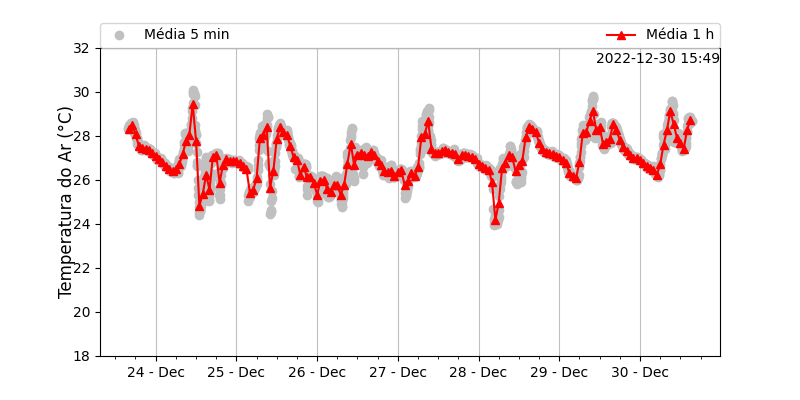 Média 5 min
Média 1 h
2022-12-30 15:49
Temperatura do Ar (°C)
32
30
28
26
24
22
20
18
24 - Dec
25 - Dec
26 - Dec
27 - Dec
28 - Dec
29 - Dec
30 - Dec